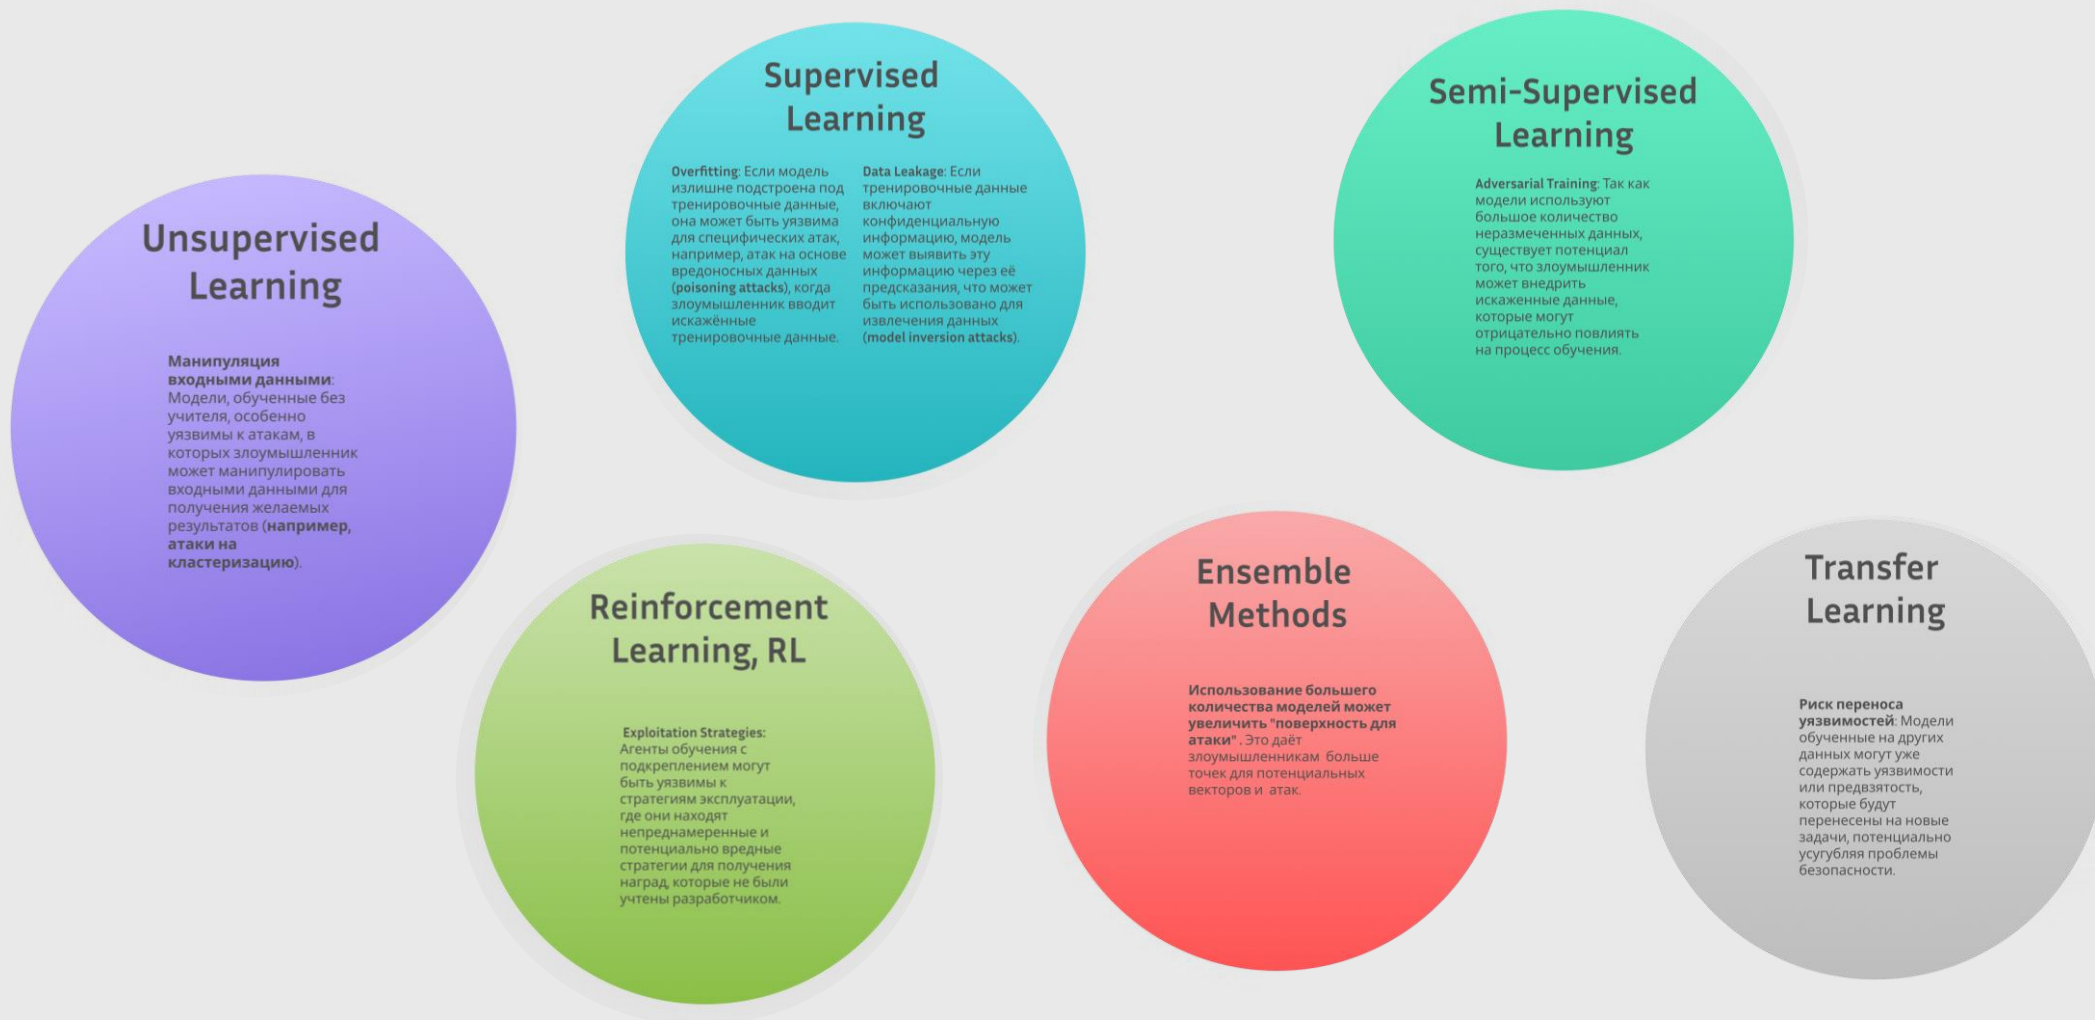 Unsupervised
Learning
Манипуляция
входными данными:
Модели, обученные без
учителя, особенно
уязвимы к атакам, в
которых злоумышленник
может манипулировать
входными данными для
получения желаемых
результатов (например,
атаки на
кластеризацию).
Supervised
Learning
Overfitting: Если модель
излишне подстроена под
тренировочные данные,
она может быть уязвима
для специфических атак,
например, атак на основе
вредоносных данных
(poisoning attacks), когда
злоумышленник вводит
искажённые
тренировочные данные.
Data Leakage: Если
тренировочные данные
включают
конфиденциальную
информацию, модель
может выявить эту
информацию через её
предсказания, что может
быть использовано для
извлечения данных
(model inversion attacks).
Semi-Supervised
Learning
Adversarial Training: Так как
модели используют
большое количество
неразмеченных данных,
существует потенциал
того, что злоумышленник
может внедрить
искаженные данные,
которые могут
отрицательно повлиять
на процесс обучения.
Reinforcement
Learning, RL
Exploitation Strategies:
Агенты обучения с
подкреплением могут
быть уязвимы к
стратегиям эксплуатации,
где они находят
непреднамеренные и
потенциально вредные
стратегии для получения
наград, которые не были
учтены разработчиком.
Ensemble
Methods
Использование большего
количества моделей может
увеличить "поверхность для
атаки" . Это даёт
злоумышленникам больше
точек для потенциальных
векторов и атак.
Transfer
Learning
Риск переноса
уязвимостей: Модели
обученные на других
данных могут уже
содержать уязвимости
или предвзятость,
которые будут
перенесены на новые
задачи, потенциально
усугубляя проблемы
безопасности.